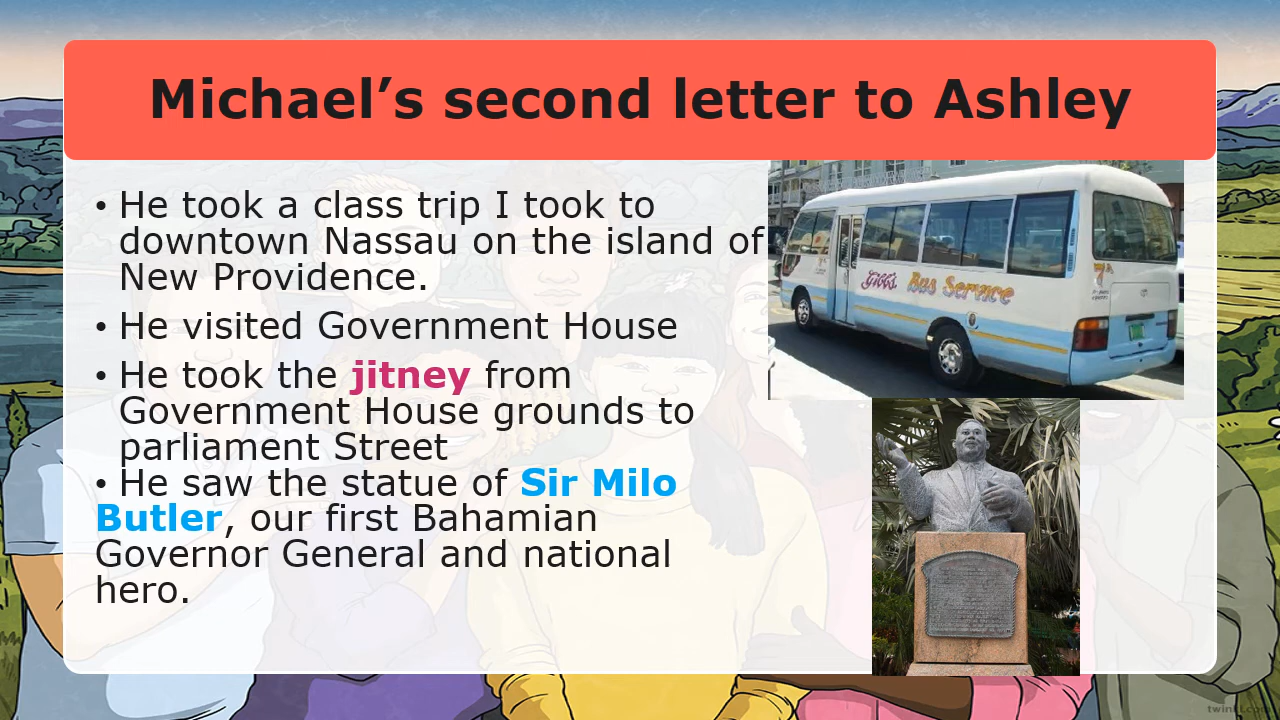 Michael’s second letter to Ashley
• He took a class trip I took to
downtown Nassau on the island of
New Providence.
• He visited Government House
• He took the jitney from
Government House grounds to
parliament Street
• He saw the statue of Sir Milo
Butler, our first Bahamian
Governor General and national
hero.
Gibbs Bus Service
7A